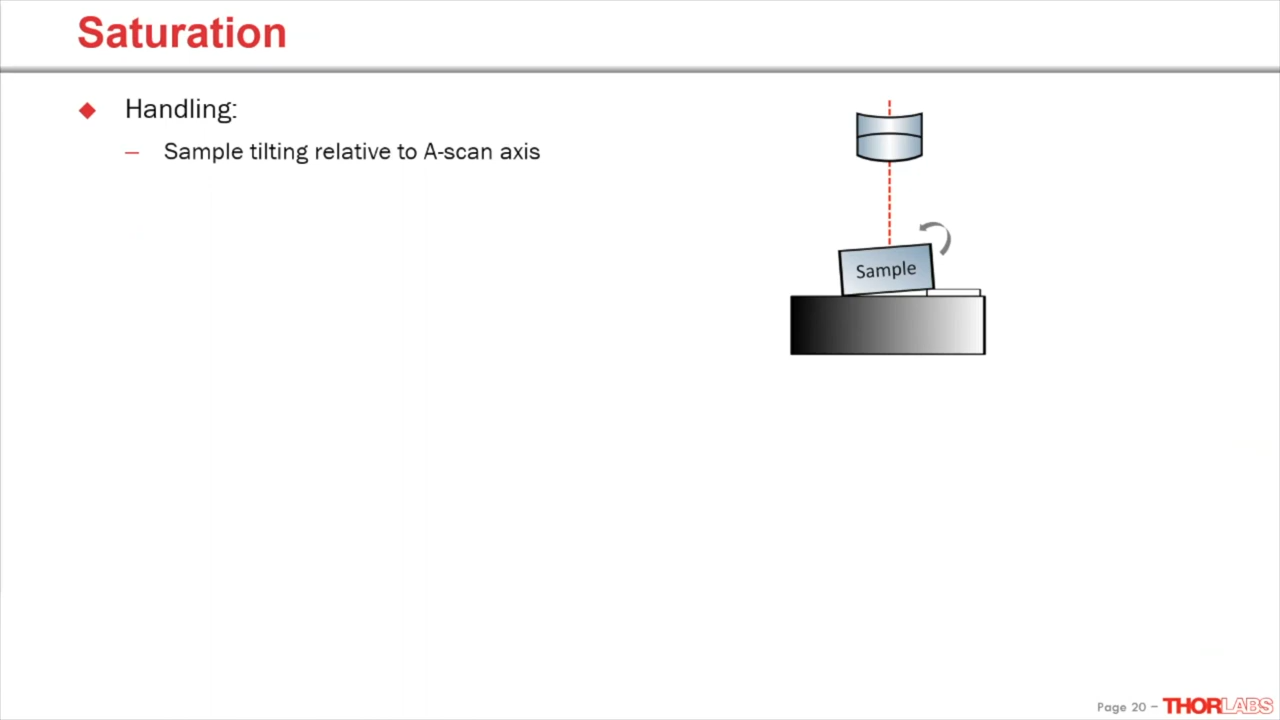 Saturation
Handling:
– Sample tilting relative to A-scan axis
Sample
Page 20 – THORLABS